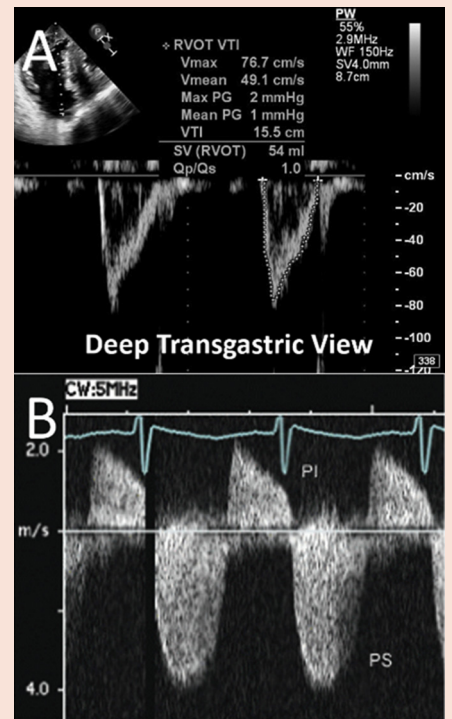 A
PW
55%
2.9MHz
WF 150Hz
SV4.0mm
8.7cm
RVOT VTI
Vmax 76.7 cm/s
Vmean 49.1 cm/s
Max PG 2 mmHg
Mean PG 1 mmHg
VTI 15.5 cm
SV (RVOT) 54 ml
Qp/Qs 1.0
cm/s
-20
-40
-60
-80
-100
-120
Deep Transgastric View
338
CW:5MHz
B
2.0
PI
m/s
PS
4.0